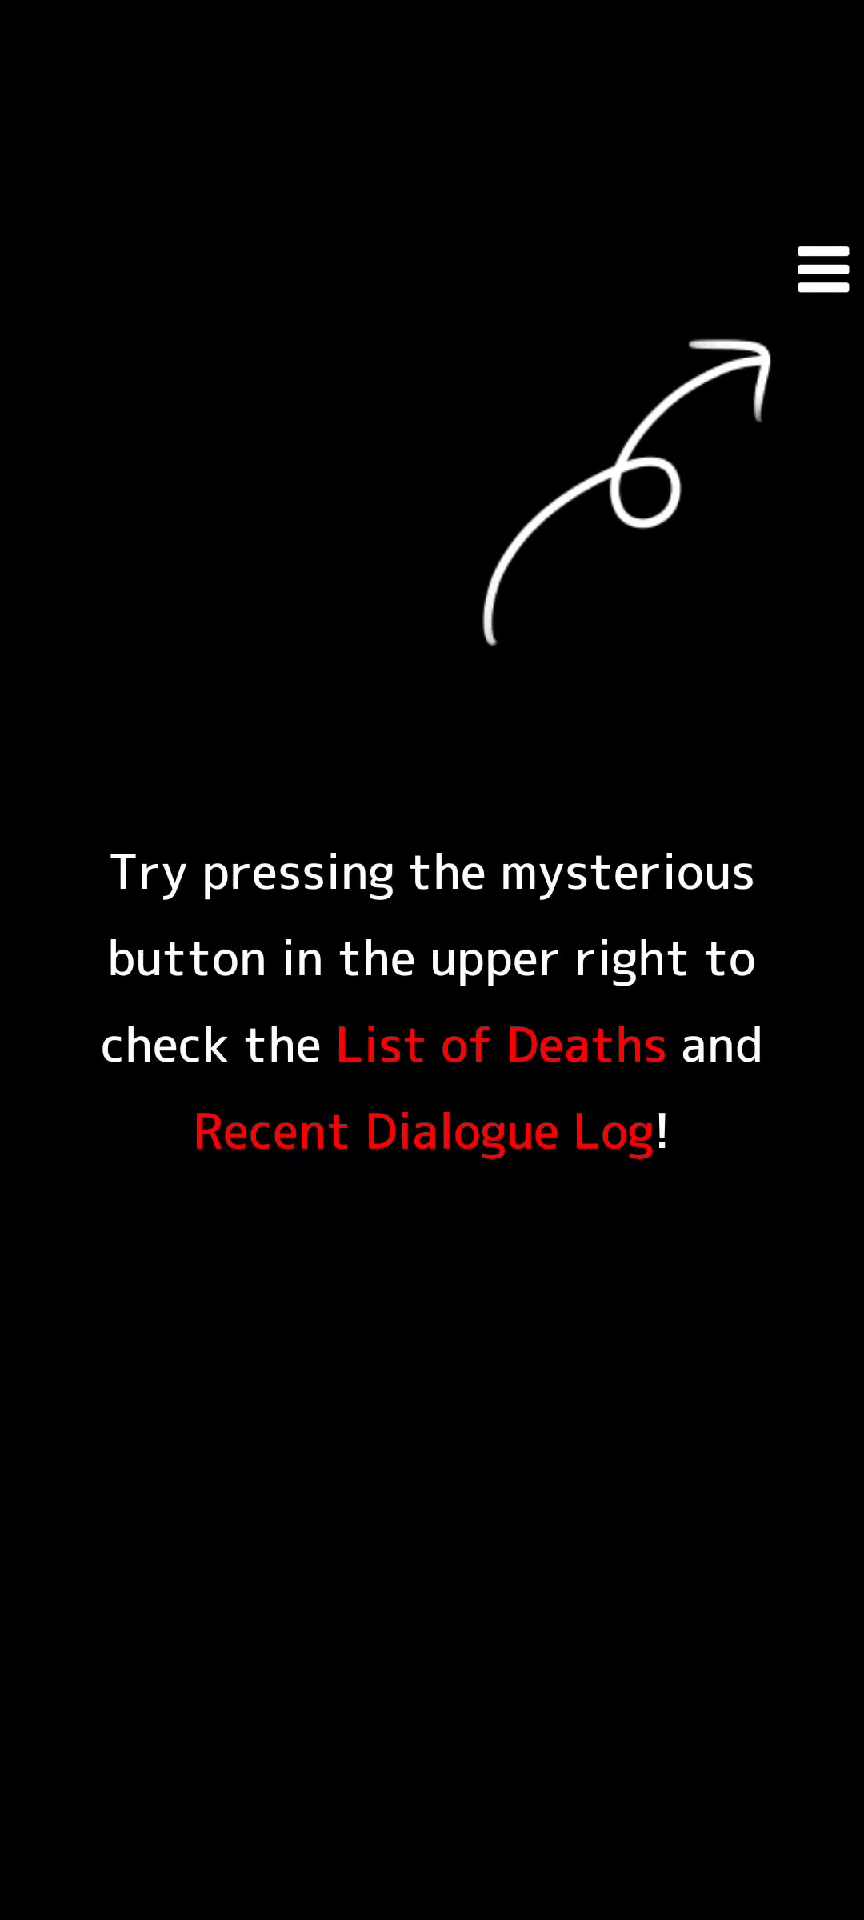 Try pressing the mysterious
button in the upper right to
check the List of Deaths and
Recent Dialogue Log!